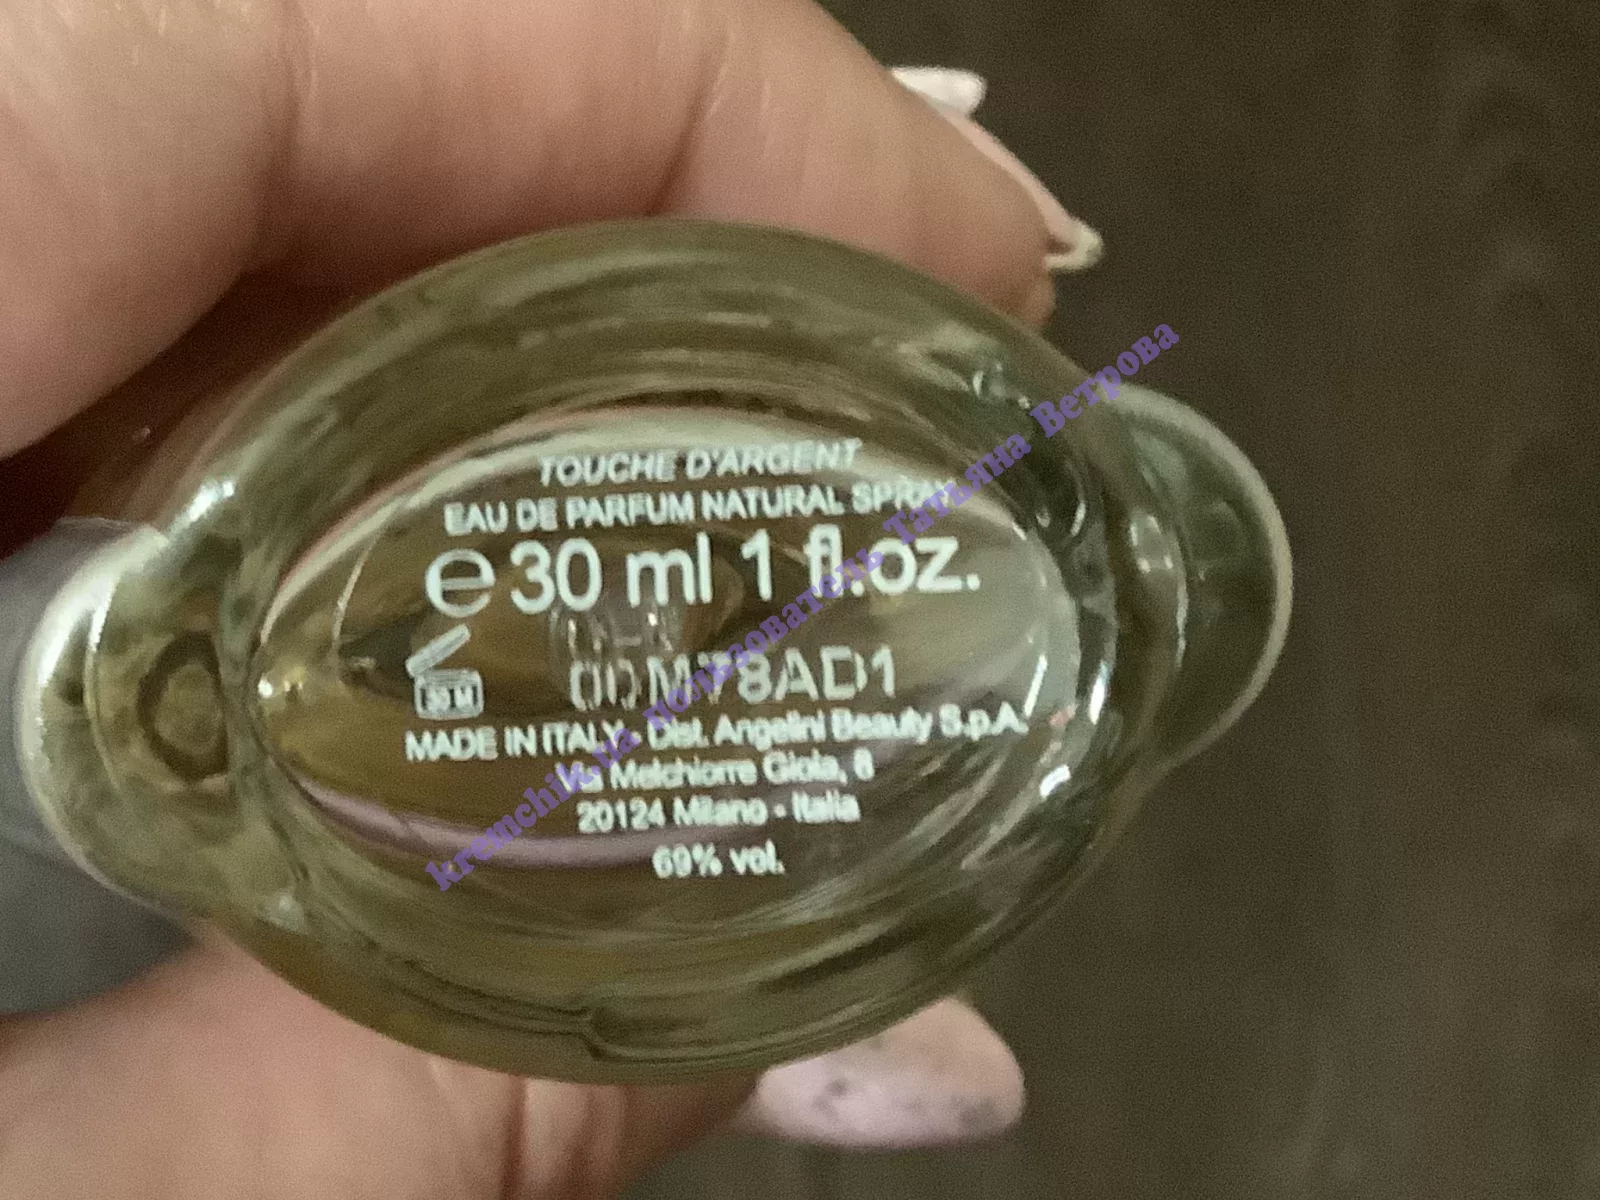 TOUCHE D'ARGENT
EAU DE PARFUM NATURAL SPRAY
e 30 ml 1 fl.oz.
00M78AD1
MADE IN ITALY - Dist. Angelini Beauty S.p.A.
Via Melchiorre Gioia, 8
20124 Milano - Italia
69% vol.
kremchik.ua пользователь Татьяна Ветрова